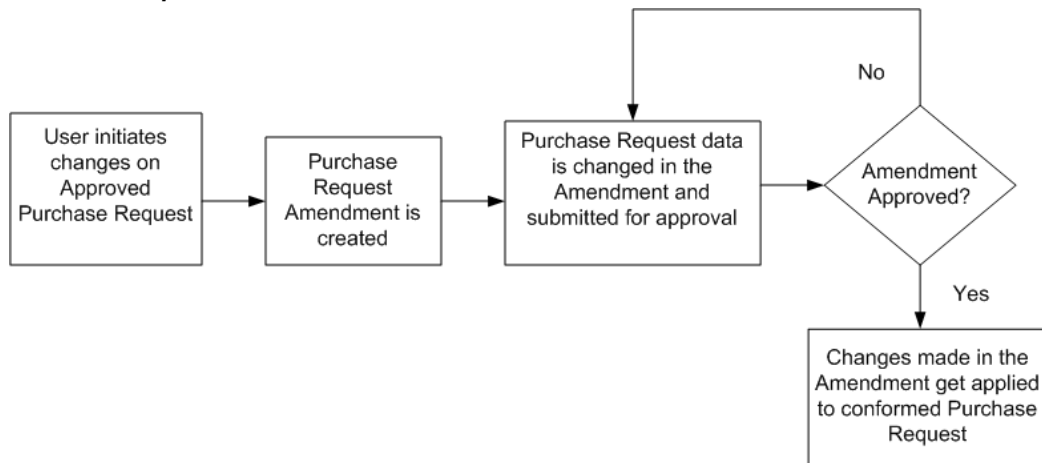 User initiates
changes on
Approved
Purchase Request
Purchase
Request
Amendment is
created
Purchase Request data
is changed in the
Amendment and
submitted for approval
No
Amendment
Approved?
Yes
Changes made in the
Amendment get applied
to conformed Purchase
Request